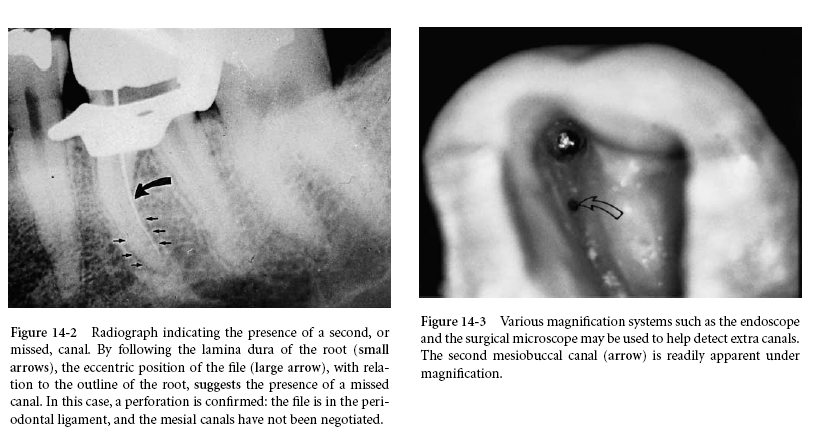 Figure 14-2 Radiograph indicating the presence of a second, or
missed, canal. By following the lamina dura of the root (small
arrows), the eccentric position of the file (large arrow), with rela-
tion to the outline of the root, suggests the presence of a missed
canal. In this case, a perforation is confirmed: the file is in the peri-
odontal ligament, and the mesial canals have not been negotiated.
Figure 14-3 Various magnification systems such as the endoscope
and the surgical microscope may be used to help detect extra canals.
The second mesiobuccal canal (arrow) is readily apparent under
magnification.